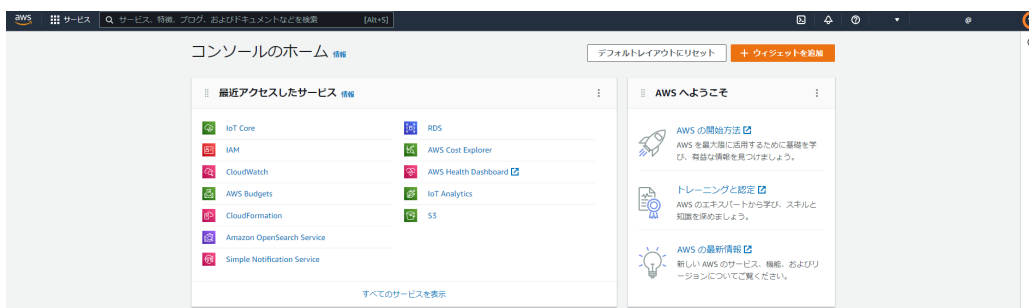 aws
サービス
サービス、特徴、ブログ、およびドキュメントなどを検索
[Alt+S]
@
コンソールのホーム 情報
デフォルトレイアウトにリセット
+ ウィジェットを追加
最近アクセスしたサービス 情報
IoT Core
IAM
CloudWatch
AWS Budgets
CloudFormation
Amazon OpenSearch Service
Simple Notification Service
RDS
AWS Cost Explorer
AWS Health Dashboard
IoT Analytics
S3
すべてのサービスを表示
AWS へようこそ
AWS の開始方法
AWS を最大限に活用するために基礎を学
び、有益な情報を見つけましょう。
トレーニングと認定
AWS のエキスパートから学び、スキルと
知識を深めましょう。
AWS の最新情報
新しい AWS のサービス、機能、およびリ
ージョンについてご覧ください。